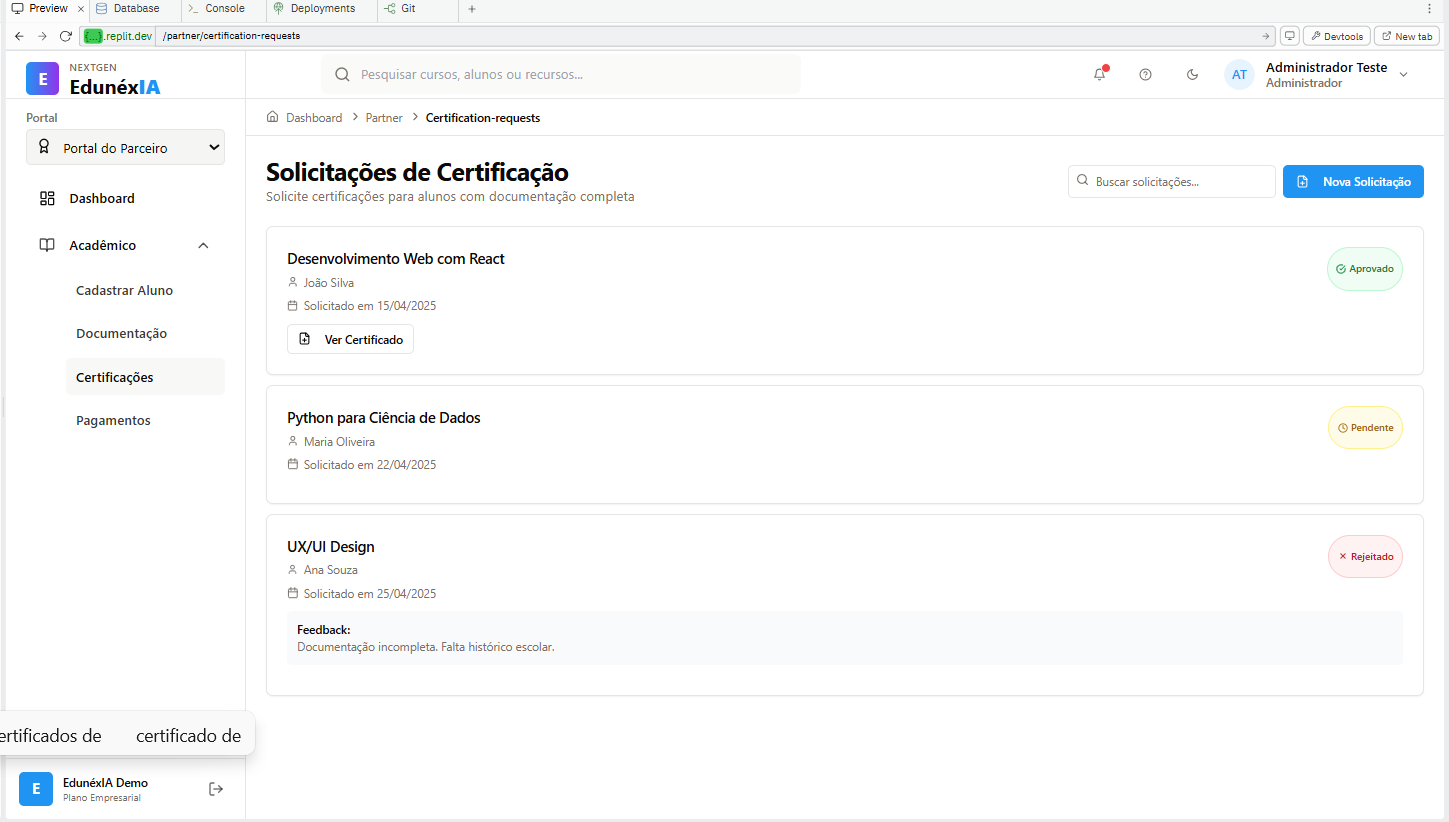 Preview
Database
Console
Deployments
Git
{...}.replit.dev /partner/certification-requests
Devtools
New tab
E
NEXTGEN
EdunéxIA
Pesquisar cursos, alunos ou recursos...
AT
Administrador Teste
Administrador
Portal
Portal do Parceiro
Dashboard
Acadêmico
Cadastrar Aluno
Documentação
Certificações
Pagamentos
Dashboard > Partner > Certification-requests
Solicitações de Certificação
Solicite certificações para alunos com documentação completa
Buscar solicitações...
Nova Solicitação
Desenvolvimento Web com React
João Silva
Solicitado em 15/04/2025
Ver Certificado
Aprovado
Python para Ciência de Dados
Maria Oliveira
Solicitado em 22/04/2025
Pendente
UX/UI Design
Ana Souza
Solicitado em 25/04/2025
Rejeitado
Feedback:
Documentação incompleta. Falta histórico escolar.
ertificados de certificado de
E
EdunéxIA Demo
Plano Empresarial